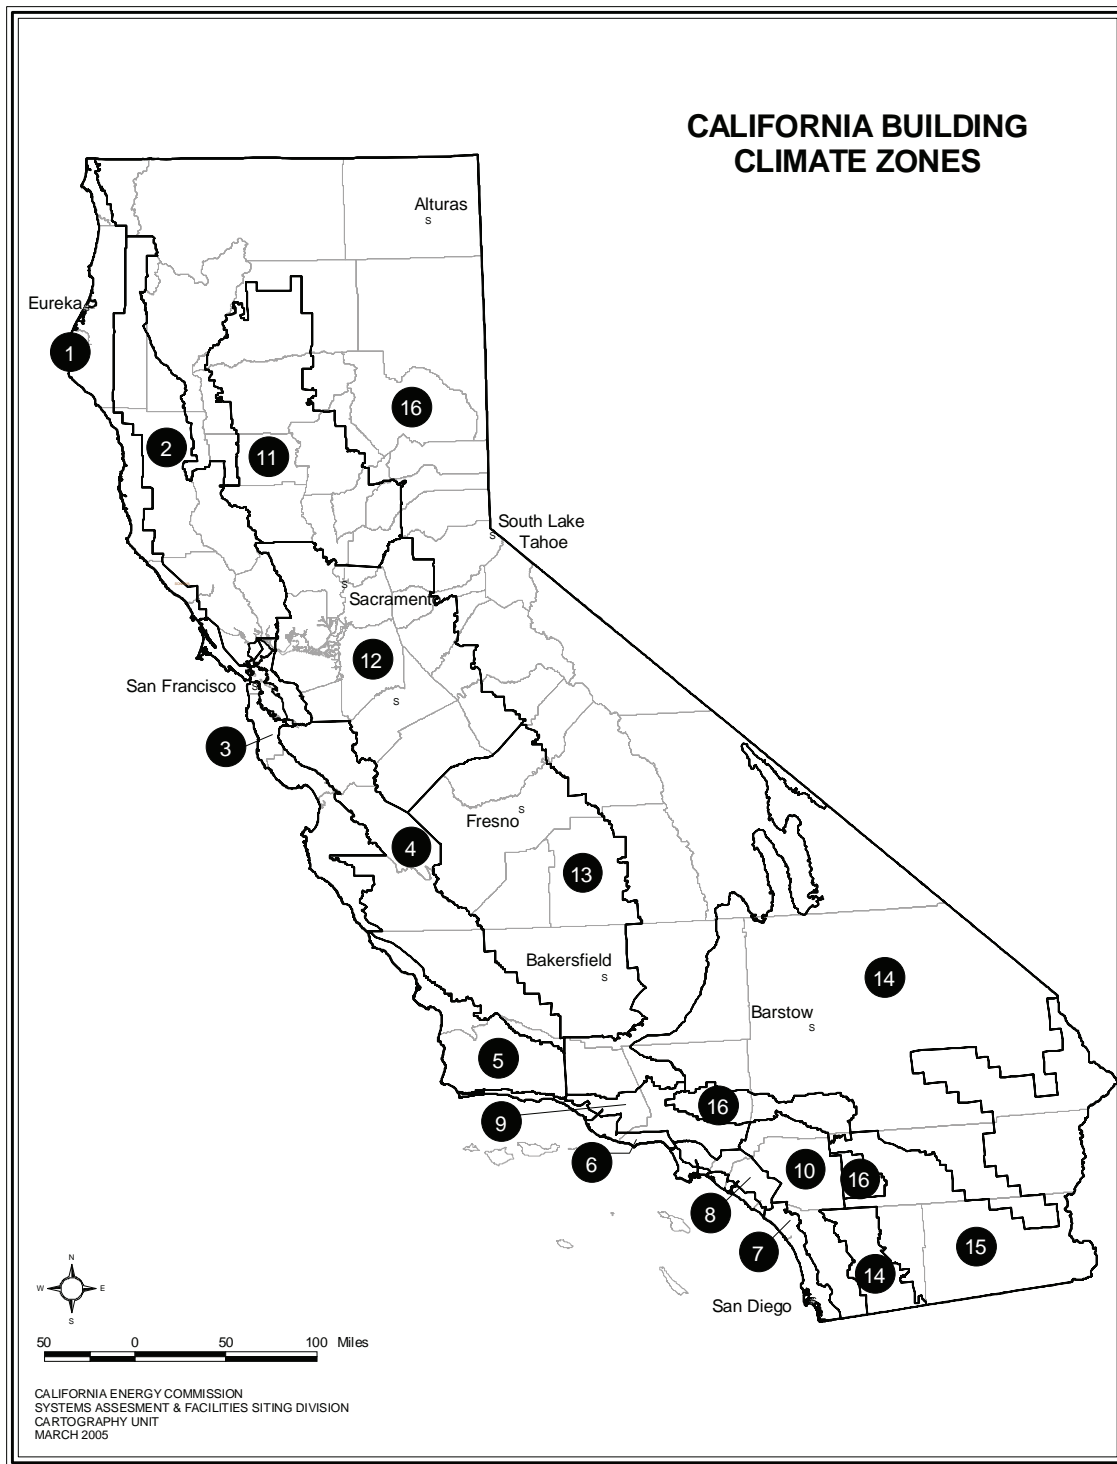 CALIFORNIA BUILDING
CLIMATE ZONES
Alturas
S
Eureka
1
16
2
11
South Lake
Tahoe
S
S
Sacramento
12
San Francisco
S
S
3
Fresno
S
4
13
Bakersfield
S
14
Barstow
S
5
16
9
6
10
16
8
7
15
14
San Diego
N
W
E
S
50
0
50
100
Miles
CALIFORNIA ENERGY COMMISSION
SYSTEMS ASSESMENT & FACILITIES SITING DIVISION
CARTOGRAPHY UNIT
MARCH 2005